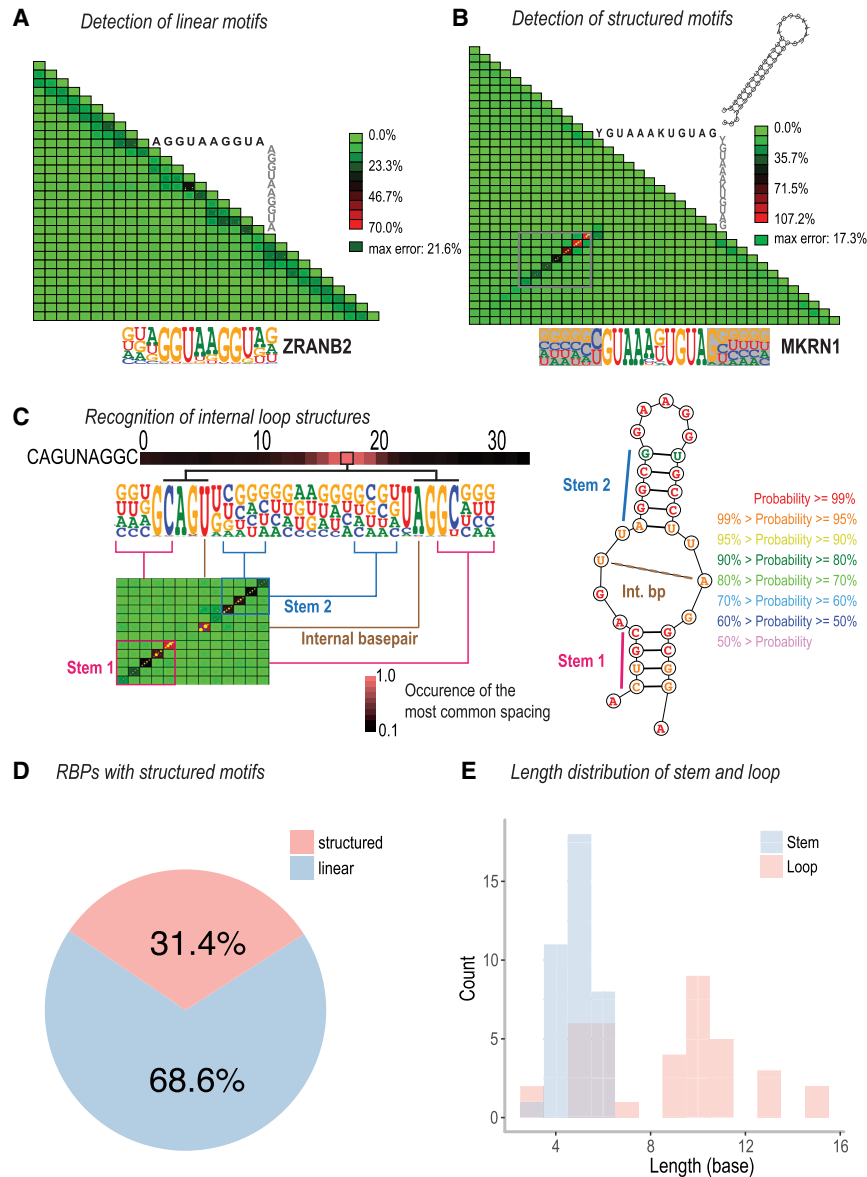 A
Detection of linear motifs
AGGUAAGGUA
AGGUAAGGUA
0.0%
23.3%
46.7%
70.0%
max error: 21.6%
ZRANB2
B
Detection of structured motifs
YGUAAAKUGUAG
YGUAAAKUGUAG
0.0%
35.7%
71.5%
107.2%
max error: 17.3%
MKRN1
C
Recognition of internal loop structures
0 10 20 30
CAGUNAGGC
Stem 2
Internal basepair
Stem 1
1.0
0.1
Occurence of the
most common spacing
Stem 2
Int. bp
Stem 1
Probability >= 99%
99% > Probability >= 95%
95% > Probability >= 90%
90% > Probability >= 80%
80% > Probability >= 70%
70% > Probability >= 60%
60% > Probability >= 50%
50% > Probability
D
RBPs with structured motifs
structured
linear
31.4%
68.6%
E
Length distribution of stem and loop
Stem
Loop
Count
15
10
5
0
4 8 12 16
Length (base)